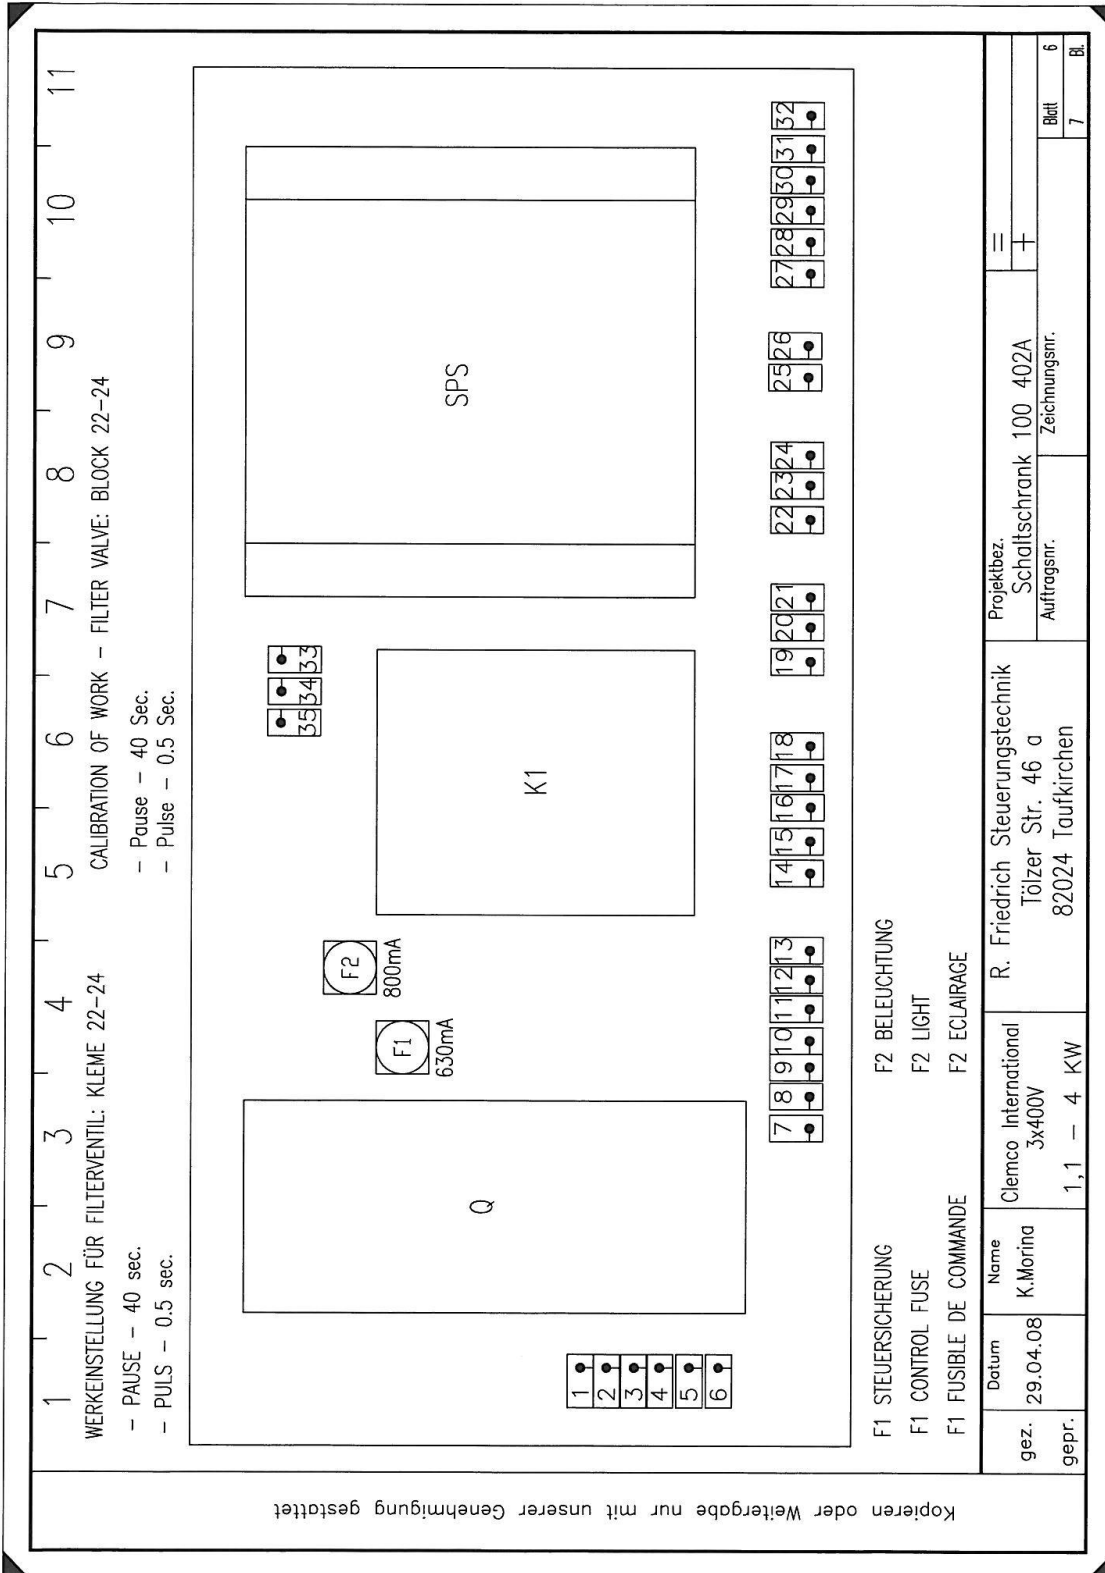 1 2 3 4 5 6 7 8 9 10 11
WERKEINSTELLUNG FÜR FILTERVENTIL: KLEME 22-24
- PAUSE - 40 sec.
- PULS - 0.5 sec.
CALIBRATION OF WORK - FILTER VALVE: BLOCK 22-24
- Pause - 40 Sec.
- Pulse - 0.5 Sec.
35 34 33
F2
800mA
F1
630mA
Q
K1
SPS
1
2
3
4
5
6
7 8 9 10 11 12 13
14 15 16 17 18
19 20 21
22 23 24
25 26
27 28 29 30 31 32
F1 STEUERSICHERUNG
F1 CONTROL FUSE
F1 FUSIBLE DE COMMANDE
F2 BELEUCHTUNG
F2 LIGHT
F2 ECLAIRAGE
Datum
Name
gez. 29.04.08 K.Morina
gepr.
Clemco International
3x400V
1,1 - 4 KW
R. Friedrich Steuerungstechnik
Tölzer Str. 46 a
82024 Taufkirchen
Projektbez.
Schaltschrank 100 402A
Auftragsnr.
Zeichnungsnr.
=
+
Blatt 6
7 Bl.
Kopieren oder Weitergabe nur mit unserer Genehmigung gestattet